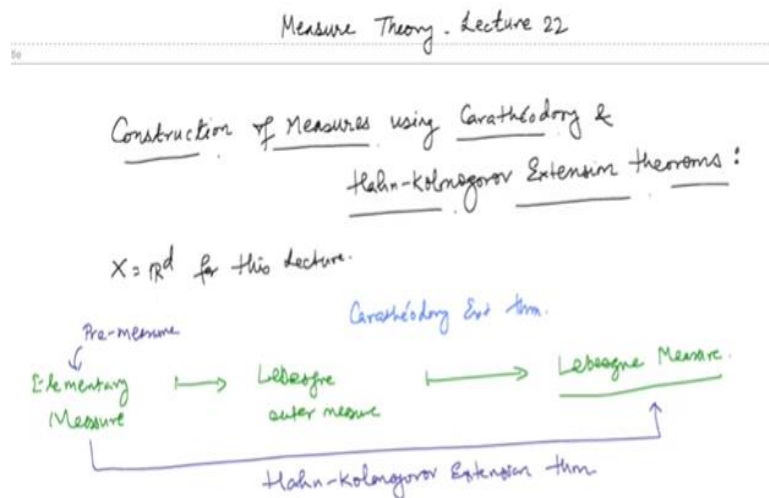 Measure Theory - Lecture 22
Construction of Measures using Carathéodory &
Hahn-Kolmogorov Extension theorems:
X = ℝᵈ for this lecture.
Carathéodory Ext thm.
Pre-measure
Elementary Measure
Lebesgue outer measure
Lebesgue Measure.
Hahn-Kolmogorov Extension thm